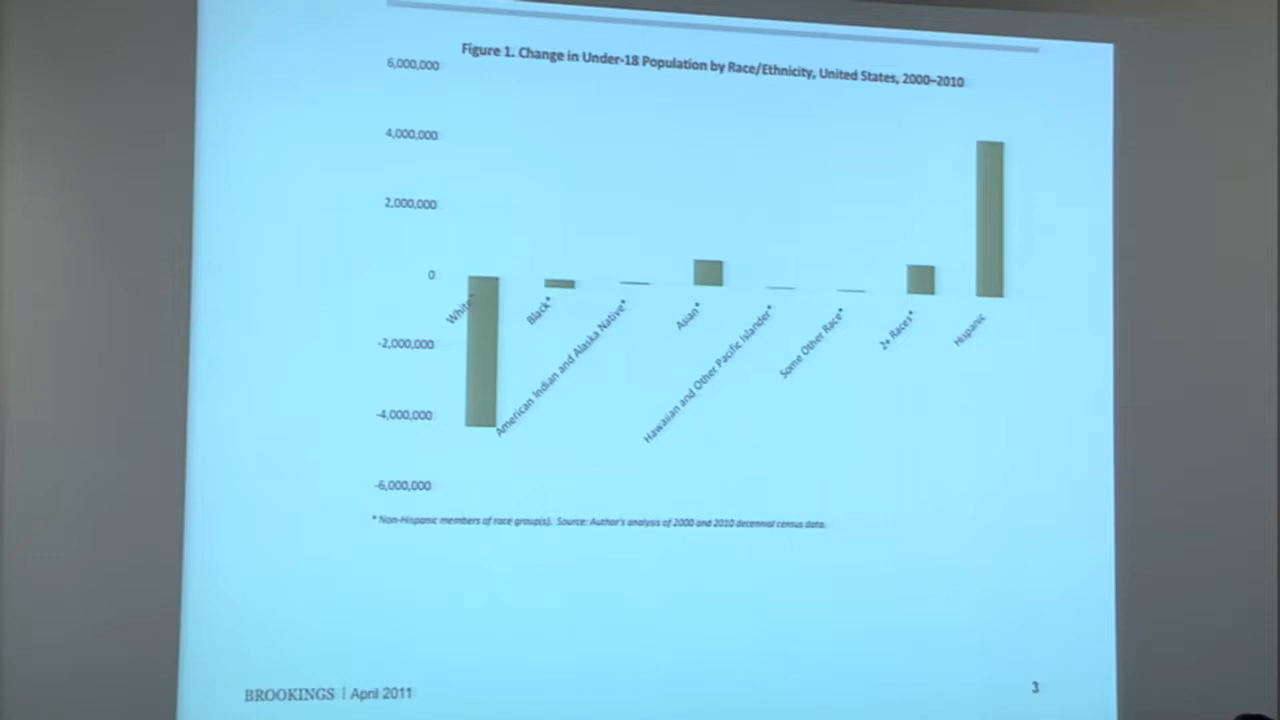 Figure 1. Change in Under-18 Population by Race/Ethnicity, United States, 2000–2010
6,000,000
4,000,000
2,000,000
0
-2,000,000
-4,000,000
-6,000,000
White*
Black*
American Indian and Alaska Native*
Asian*
Hawaiian and Other Pacific Islander*
Some Other Race*
2+ Races*
Hispanic
* Non-Hispanic members of race group(s). Source: Author's analysis of 2000 and 2010 decennial census data.
BROOKINGS | April 2011
3